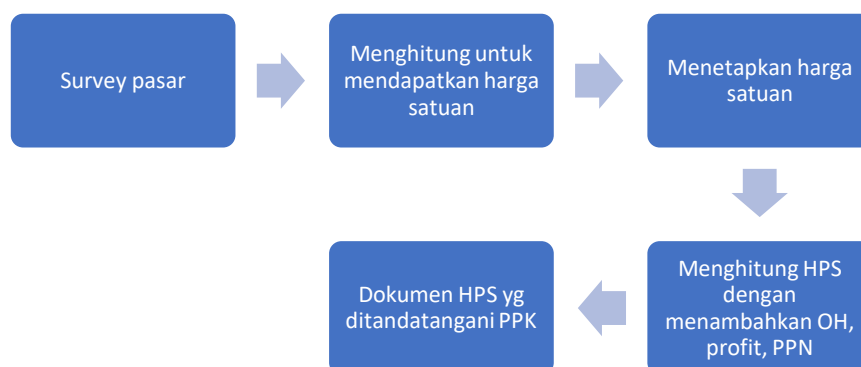 Survey pasar
Menghitung untuk
mendapatkan harga
satuan
Menetapkan harga
satuan
Menghitung HPS
dengan
menambahkan OH,
profit, PPN
Dokumen HPS yg
ditandatangani PPK